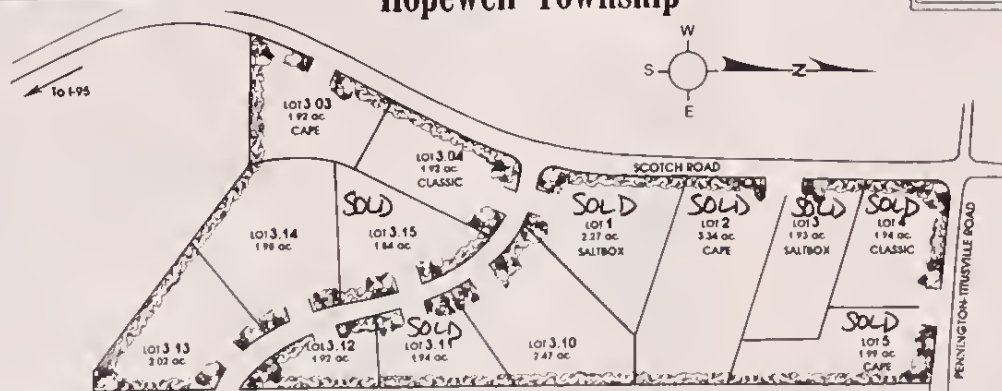 Hopewell Township
W
S
N
E
To I-95
LOT 3.03
1.92 ac.
CAPE
LOT 3.04
1.92 ac.
CLASSIC
SCOTCH ROAD
SOLD
LOT 1
2.27 ac.
SALTBOX
SOLD
LOT 2
3.34 ac.
CAPE
SOLD
LOT 3
1.93 ac.
SALTBOX
SOLD
LOT 4
1.94 ac.
CLASSIC
LOT 3.14
1.98 ac.
SOLD
LOT 3.15
1.84 ac.
PENNINGTON-TITUSVILLE ROAD
LOT 3.13
2.02 ac.
LOT 3.12
1.92 ac.
SOLD
LOT 3.11
1.94 ac.
LOT 3.10
2.47 ac.
SOLD
LOT 5
1.99 ac.
CAPE